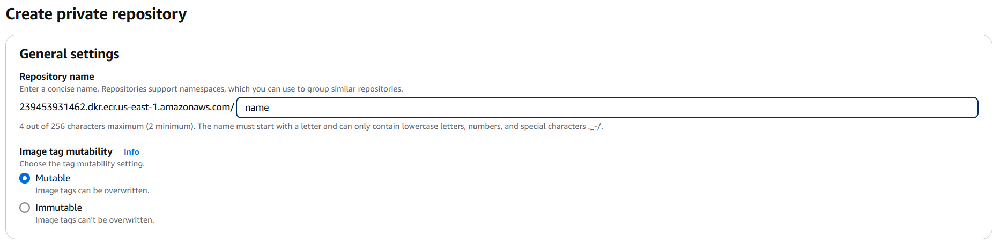 Create private repository
General settings
Repository name
Enter a concise name. Repositories support namespaces, which you can use to group similar repositories.
239453931462.dkr.ecr.us-east-1.amazonaws.com/ name
4 out of 256 characters maximum (2 minimum). The name must start with a letter and can only contain lowercase letters, numbers, and special characters ._-/.
Image tag mutability Info
Choose the tag mutability setting.
Mutable
Image tags can be overwritten.
Immutable
Image tags can't be overwritten.